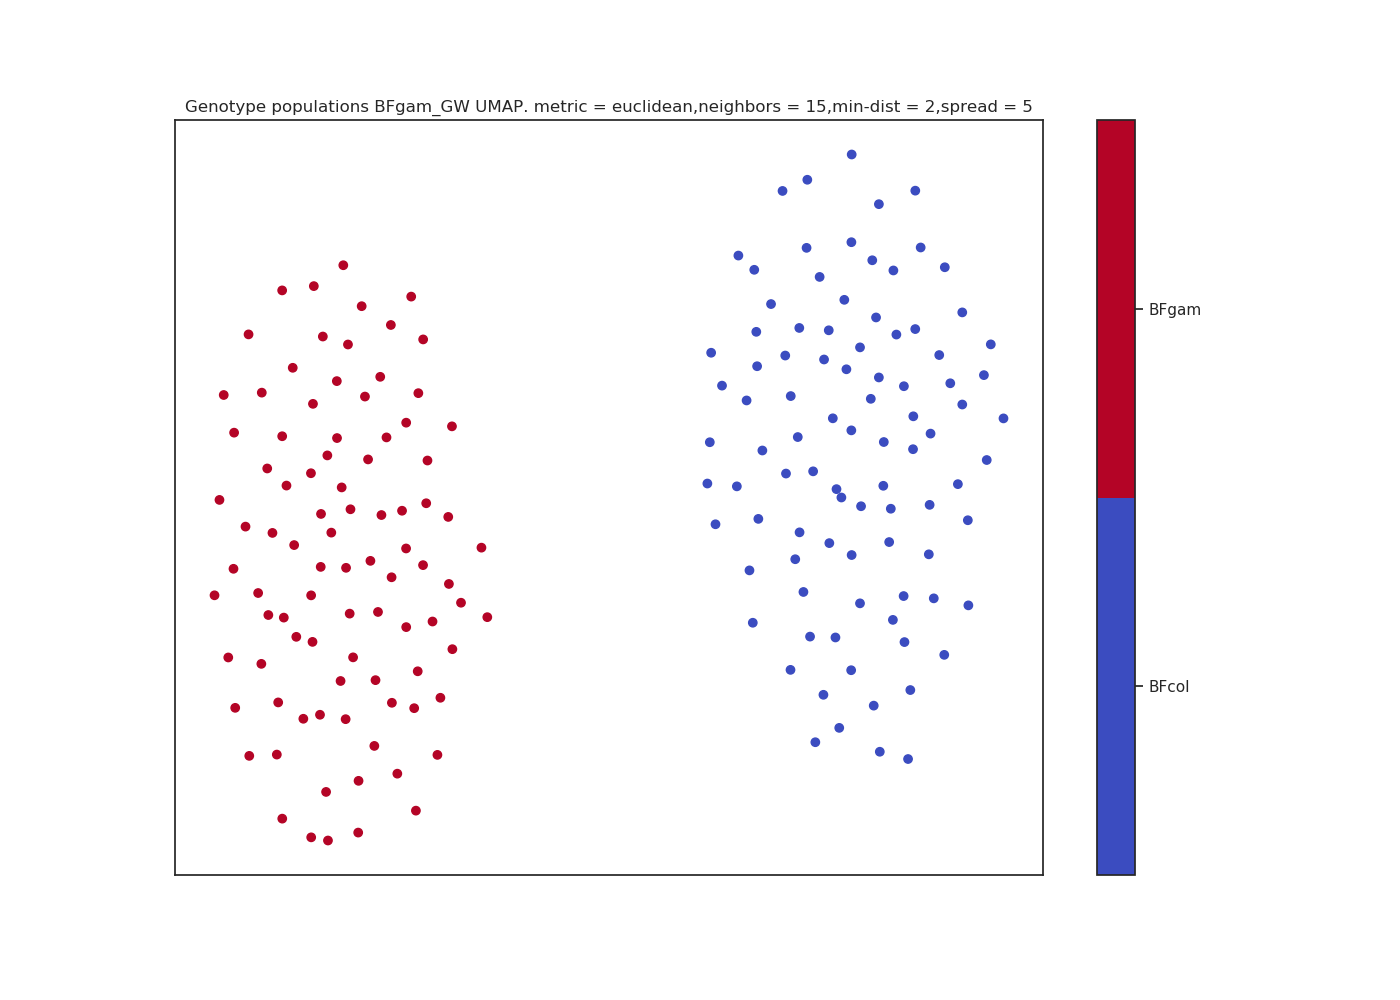 Genotype populations BFgam_GW UMAP. metric = euclidean,neighbors = 15,min-dist = 2,spread = 5
BFgam
BFcol